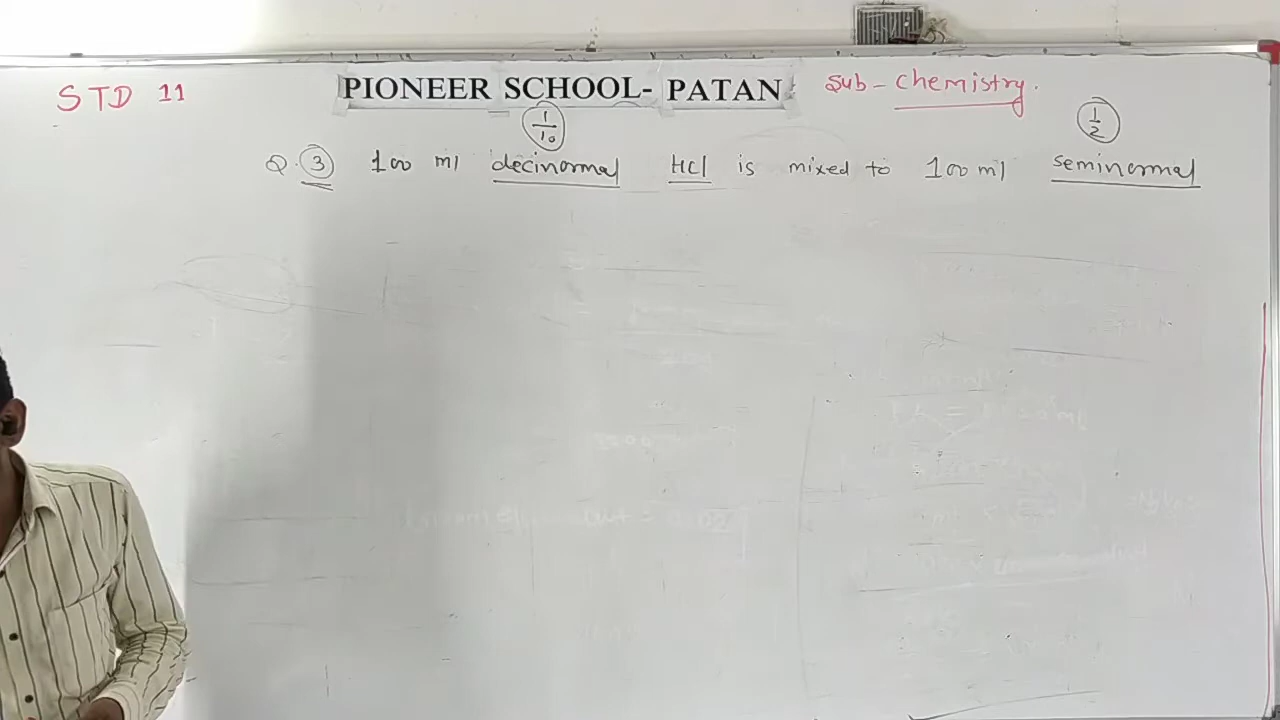 STD 11 PIONEER SCHOOL- PATAN Sub - Chemistry.
1/10 1/2
Q. 3 100 ml decinormal HCl is mixed to 100 ml seminormal